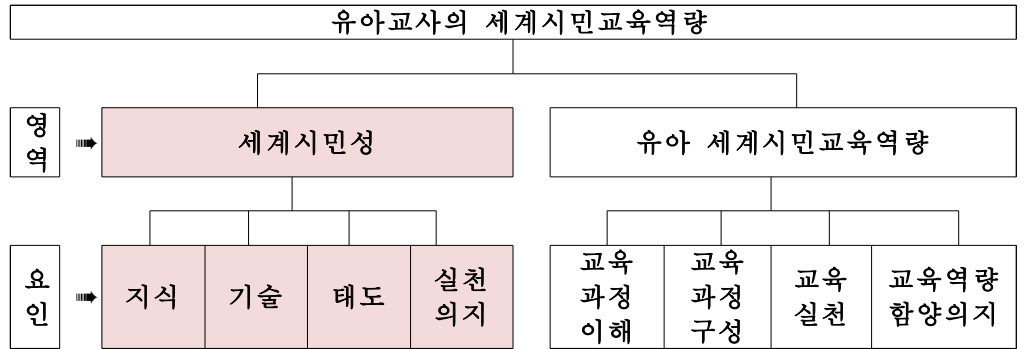 유아교사의 세계시민교육역량
영역
세계시민성
유아 세계시민교육역량
요인
지식
기술
태도
실천
의지
교육
과정
이해
교육
과정
구성
교육
실천
교육역량
함양의지